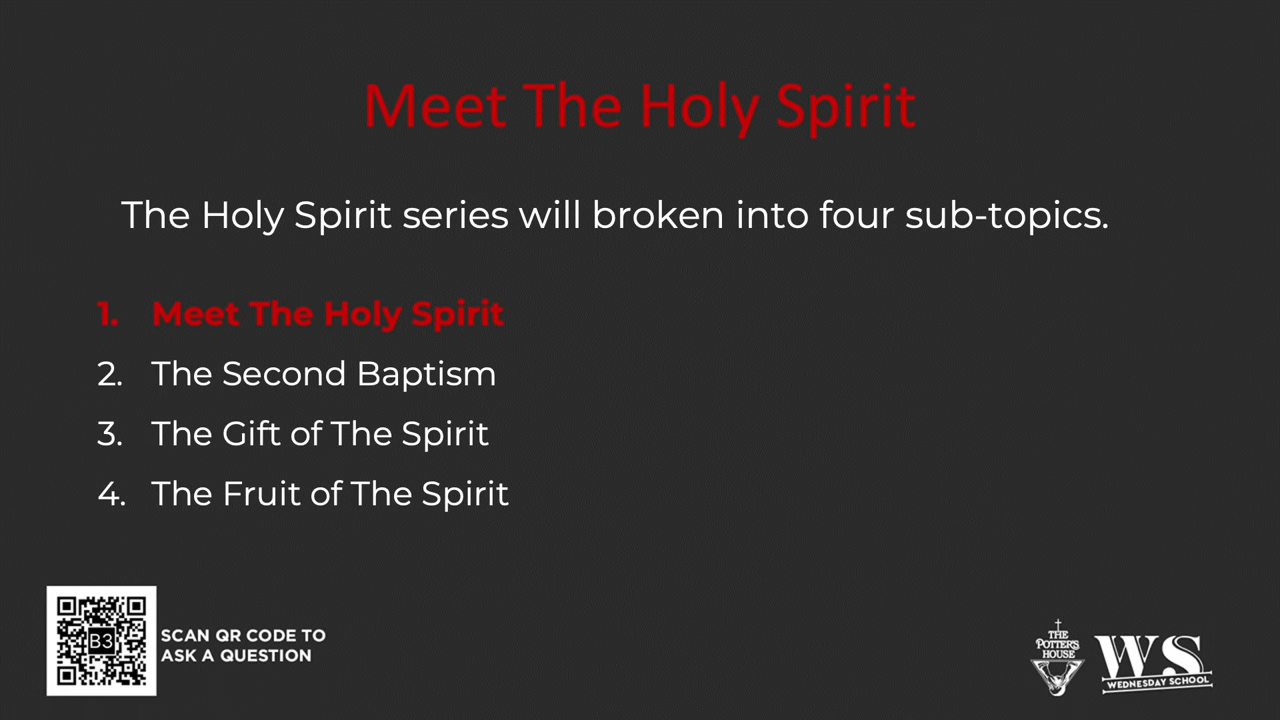 Meet The Holy Spirit
The Holy Spirit series will broken into four sub-topics.
1. Meet The Holy Spirit
2. The Second Baptism
3. The Gift of The Spirit
4. The Fruit of The Spirit
B3
SCAN QR CODE TO
ASK A QUESTION
THE
POTTER'S
HOUSE
WS
WEDNESDAY SCHOOL